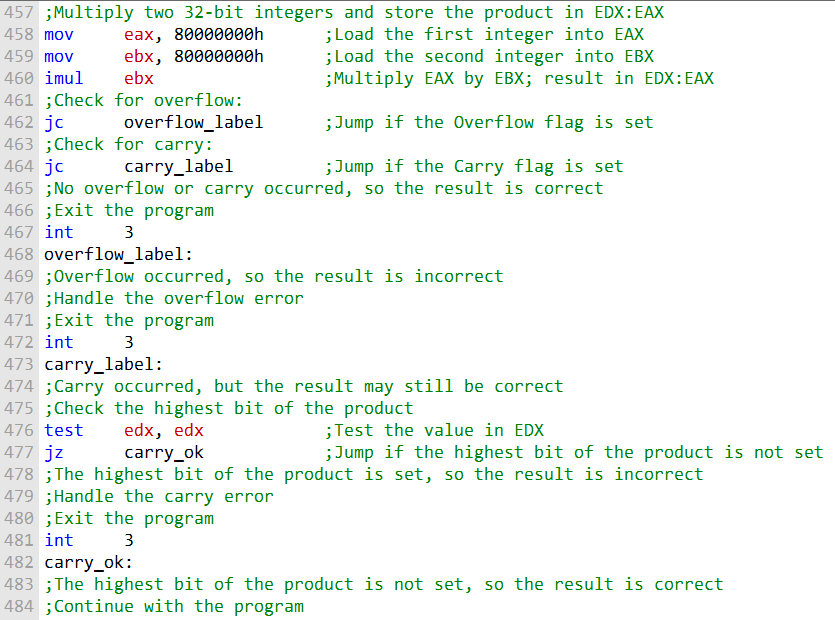 457 ;Multiply two 32-bit integers and store the product in EDX:EAX
458 mov     eax, 80000000h      ;Load the first integer into EAX
459 mov     ebx, 80000000h      ;Load the second integer into EBX
460 imul    ebx                 ;Multiply EAX by EBX; result in EDX:EAX
461 ;Check for overflow:
462 jc      overflow_label      ;Jump if the Overflow flag is set
463 ;Check for carry:
464 jc      carry_label         ;Jump if the Carry flag is set
465 ;No overflow or carry occurred, so the result is correct
466 ;Exit the program
467 int     3
468 overflow_label:
469 ;Overflow occurred, so the result is incorrect
470 ;Handle the overflow error
471 ;Exit the program
472 int     3
473 carry_label:
474 ;Carry occurred, but the result may still be correct
475 ;Check the highest bit of the product
476 test    edx, edx            ;Test the value in EDX
477 jz      carry_ok            ;Jump if the highest bit of the product is not set
478 ;The highest bit of the product is set, so the result is incorrect
479 ;Handle the carry error
480 ;Exit the program
481 int     3
482 carry_ok:
483 ;The highest bit of the product is not set, so the result is correct
484 ;Continue with the program